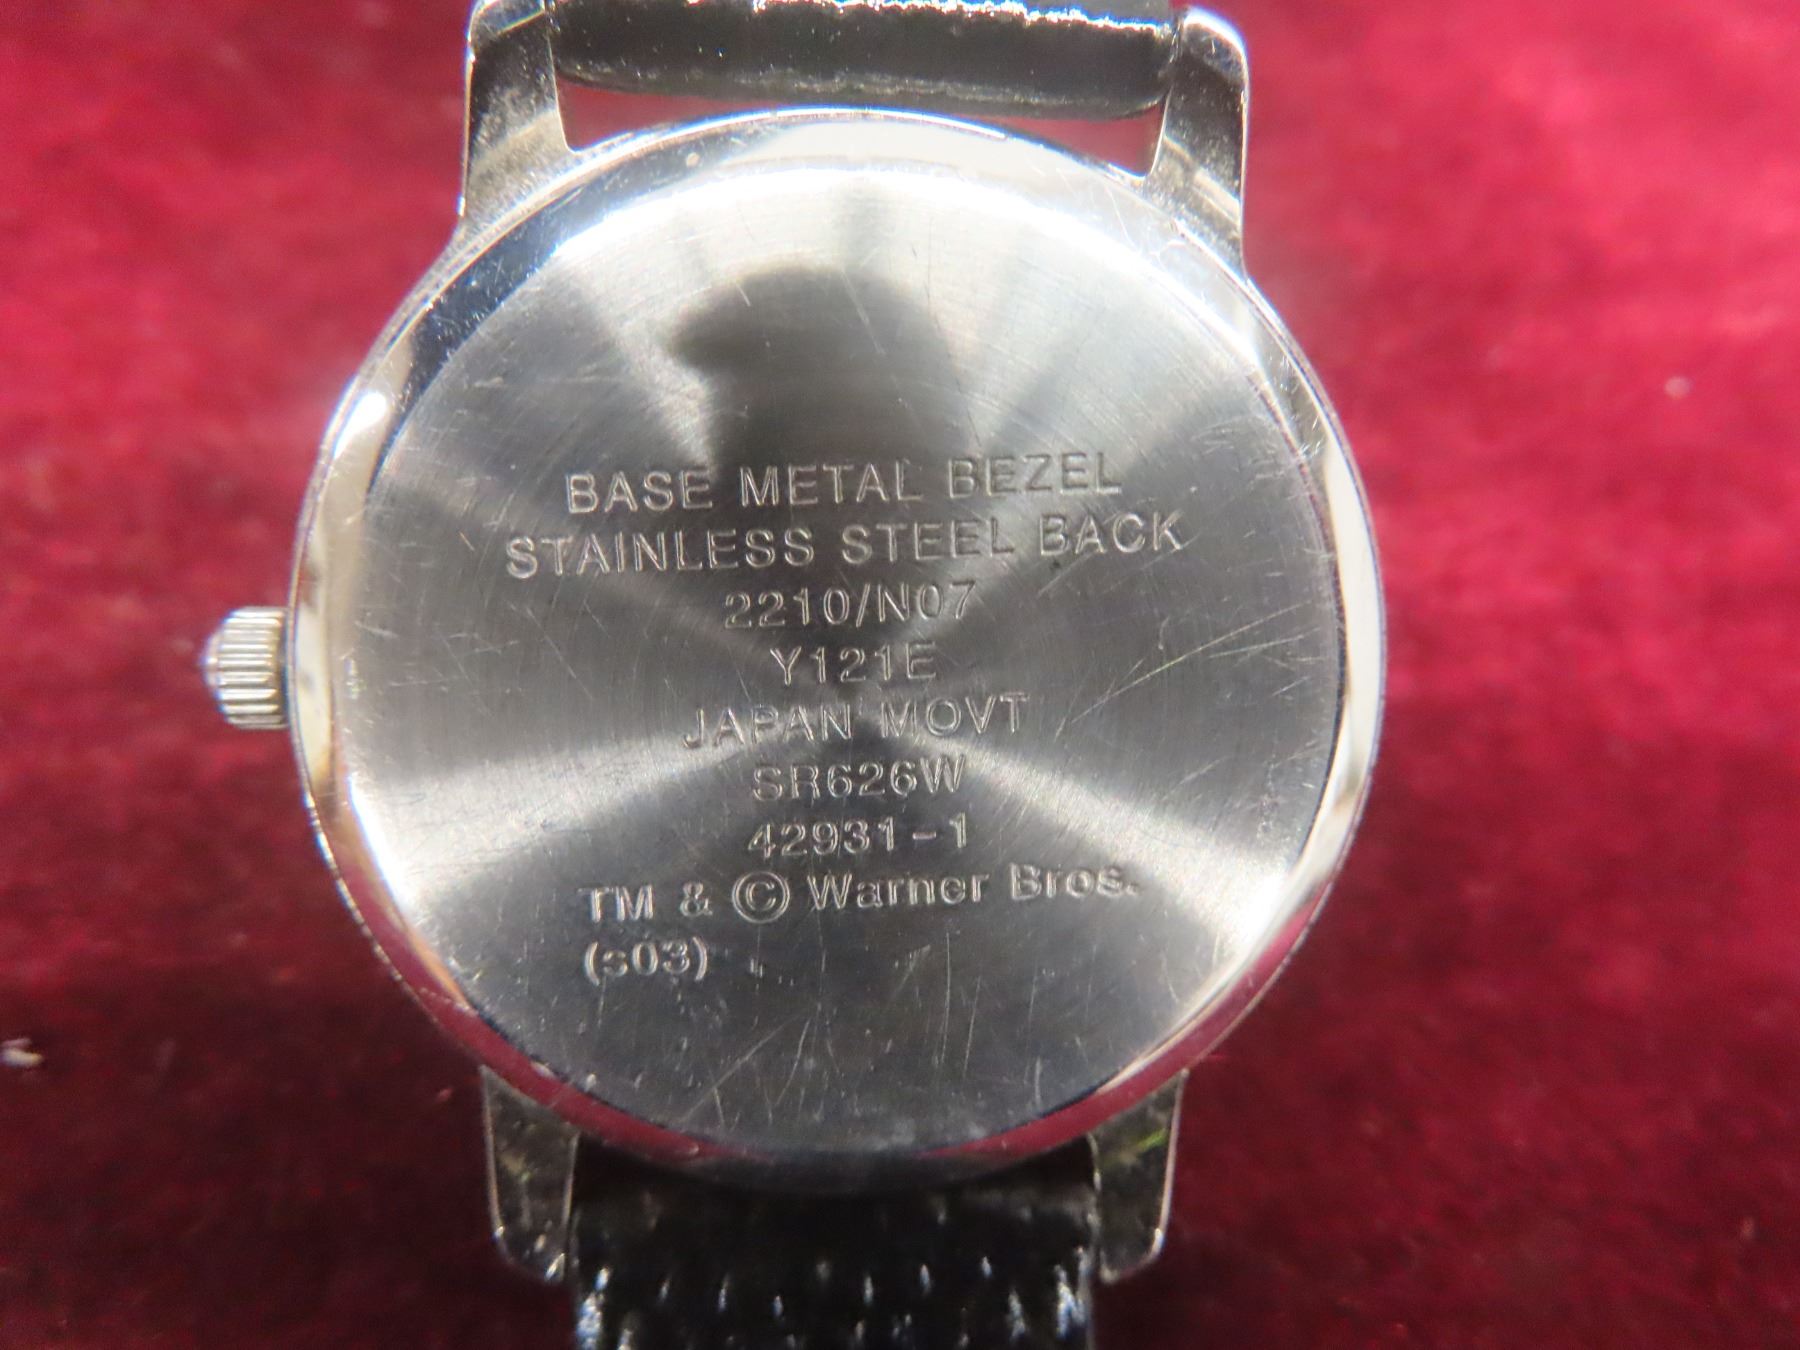 BASE METAL BEZEL
STAINLESS STEEL BACK
2210/N07
Y121E
JAPAN MOVT
SR626W
42931-1
TM & © Warner Bros.
(s03)